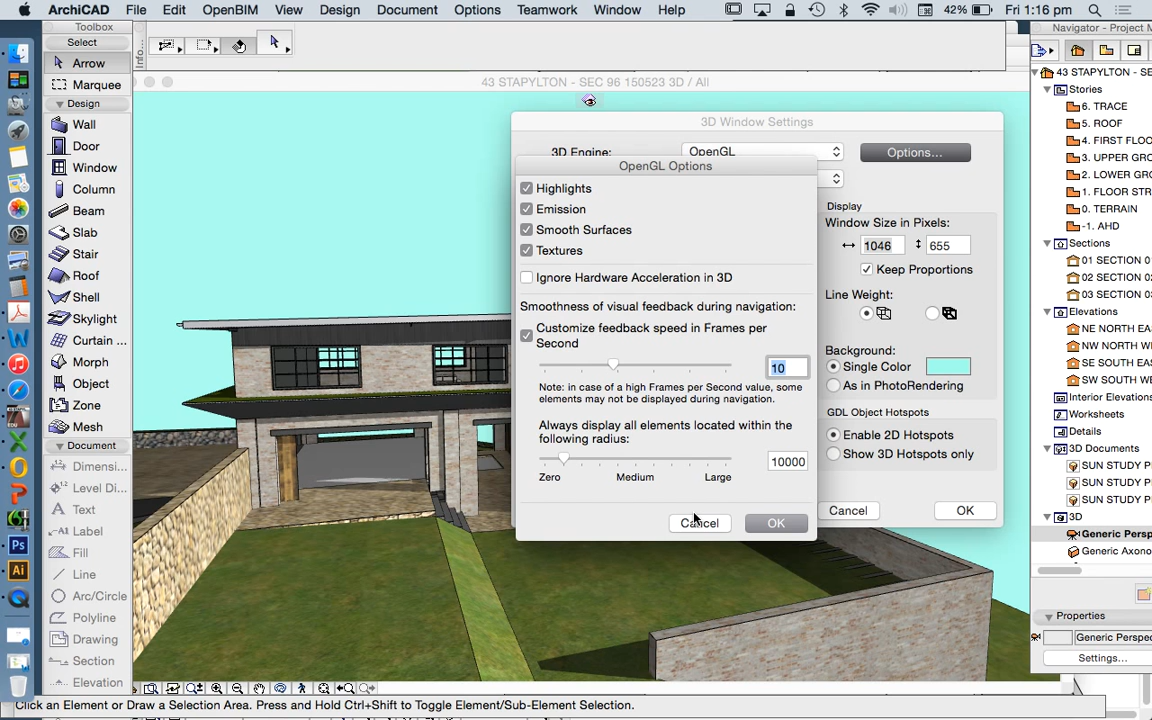 ArchiCAD File Edit OpenBIM View Design Document Options Teamwork Window Help 42% Fri 1:16 pm
Toolbox
Select
Arrow
Marquee
Design
Wall
Door
Window
Column
Beam
Slab
Stair
Roof
Shell
Skylight
Curtain ...
Morph
Object
Zone
Mesh
Document
Dimensi...
Level Di...
Text
Label
Fill
Line
Arc/Circle
Polyline
Drawing
Section
Elevation
Info...
43 STAPYLTON - SEC 96 150523 3D / All
3D Window Settings
3D Engine: OpenGL Options...
OpenGL Options
Highlights
Emission
Smooth Surfaces
Textures
Ignore Hardware Acceleration in 3D
Smoothness of visual feedback during navigation:
Customize feedback speed in Frames per
Second
10
Note: in case of a high Frames per Second value, some
elements may not be displayed during navigation.
Always display all elements located within the
following radius:
10000
Zero Medium Large
Cancel OK
Display
Window Size in Pixels:
1046 655
Keep Proportions
Line Weight:
Background:
Single Color
As in PhotoRendering
GDL Object Hotspots
Enable 2D Hotspots
Show 3D Hotspots only
Cancel OK
Navigator - Project M
43 STAPYLTON - SE
Stories
6. TRACE
5. ROOF
4. FIRST FLOO
3. UPPER GRO
2. LOWER GRO
1. FLOOR STR
0. TERRAIN
-1. AHD
Sections
01 SECTION 01
02 SECTION 02
03 SECTION 03
Elevations
NE NORTH EAS
NW NORTH WE
SE SOUTH EAS
SW SOUTH WE
Interior Elevations
Worksheets
Details
3D Documents
SUN STUDY P
SUN STUDY P
SUN STUDY P
3D
Generic Persp
Generic Axono
Properties
Generic Perspe
Settings...
Click an Element or Draw a Selection Area. Press and Hold Ctrl+Shift to Toggle Element/Sub-Element Selection.